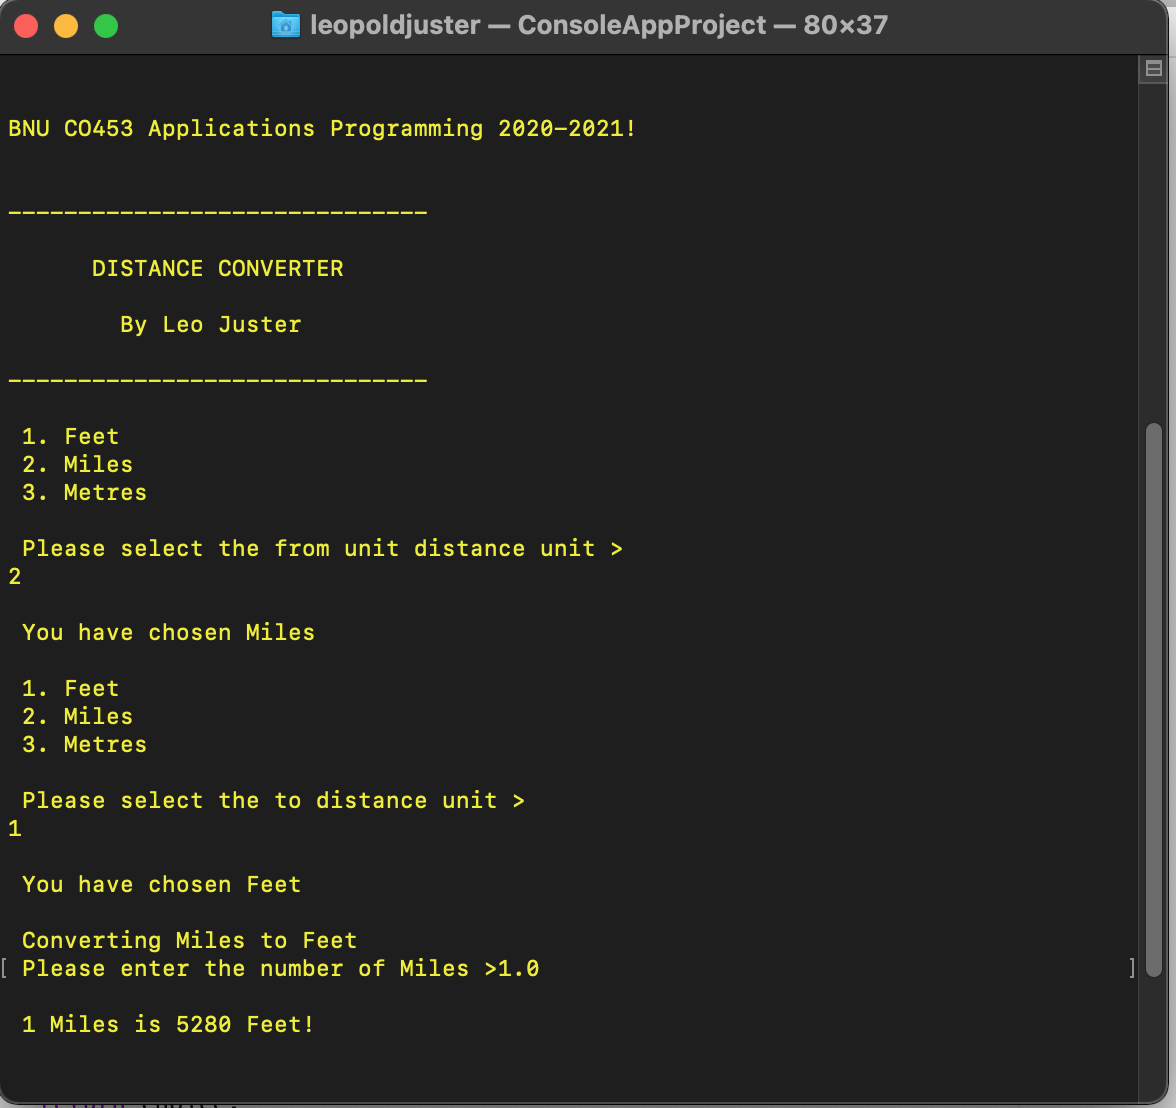 leopoldjuster — ConsoleAppProject — 80×37
BNU CO453 Applications Programming 2020-2021!
------------------------------
DISTANCE CONVERTER
By Leo Juster
------------------------------
1. Feet
2. Miles
3. Metres
Please select the from unit distance unit >
2
You have chosen Miles
1. Feet
2. Miles
3. Metres
Please select the to distance unit >
1
You have chosen Feet
Converting Miles to Feet
[ Please enter the number of Miles >1.0 ]
1 Miles is 5280 Feet!